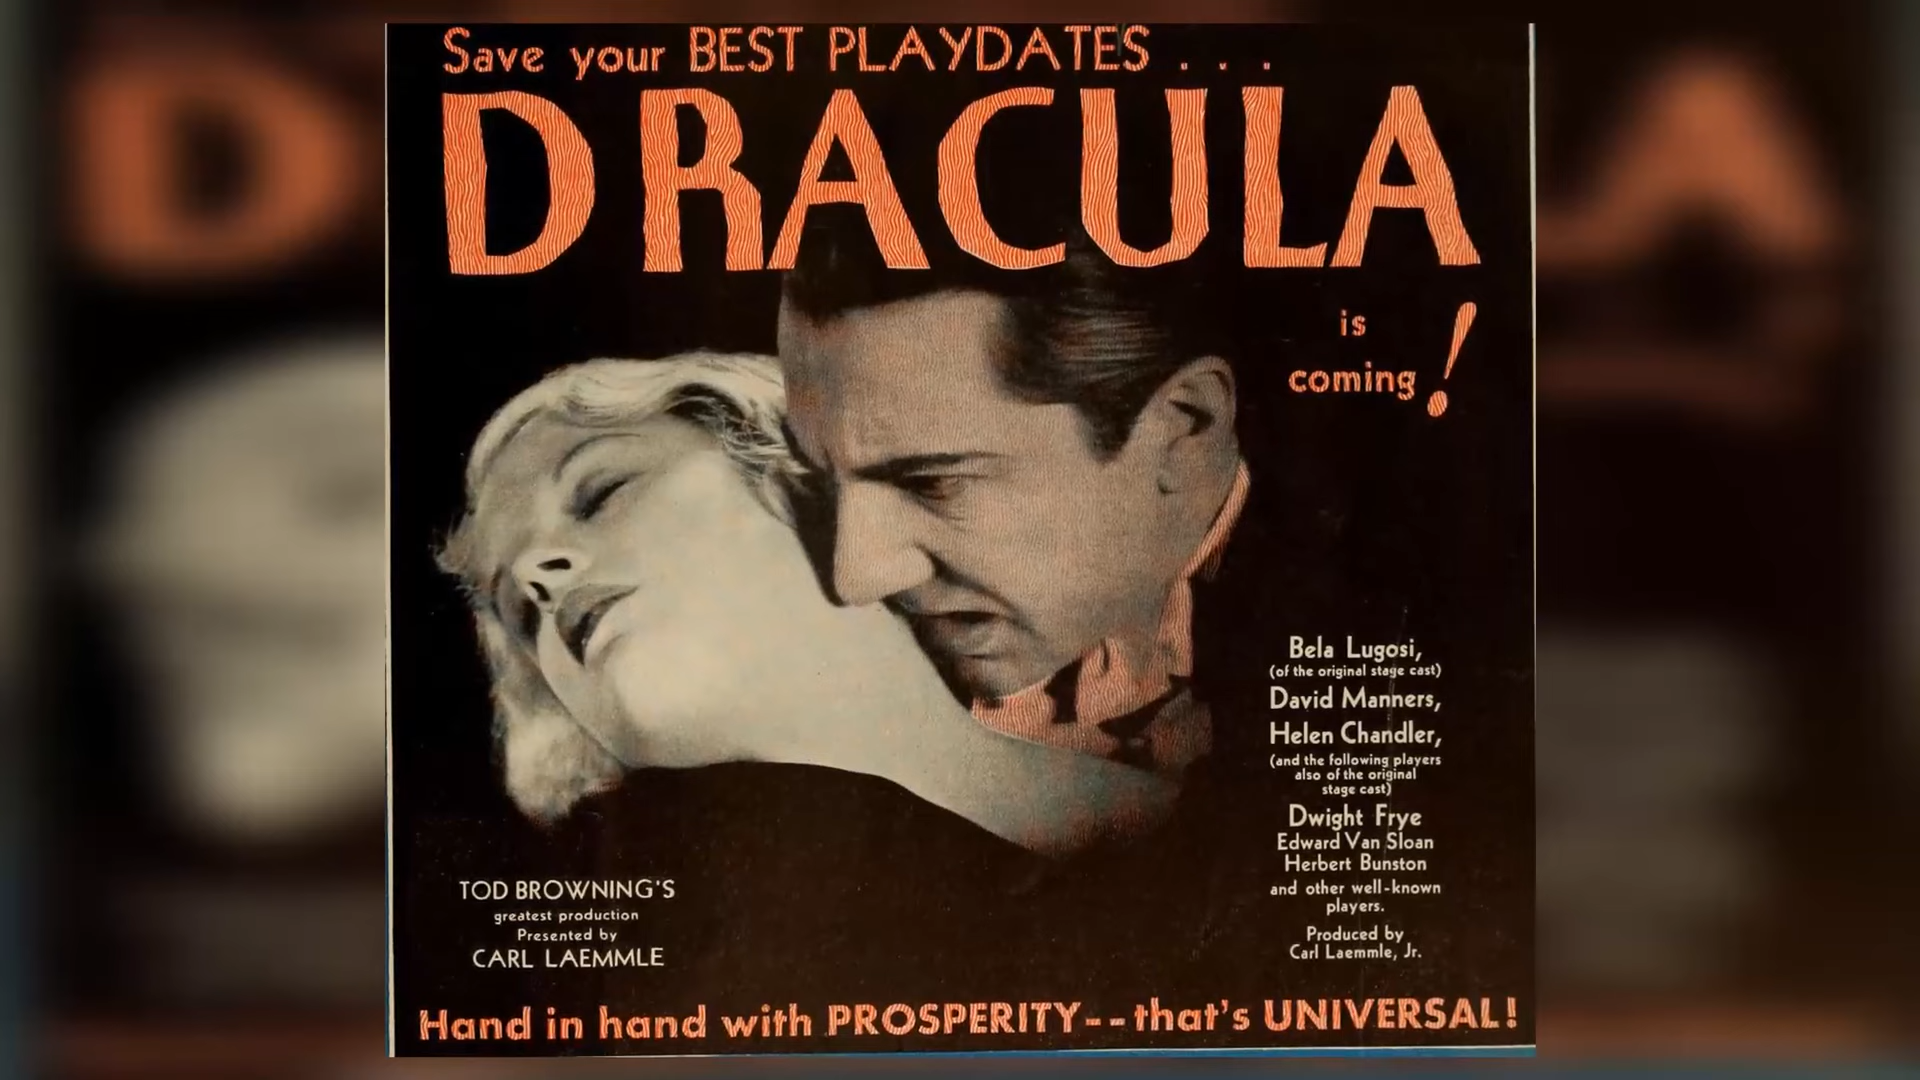 Save your BEST PLAYDATES . . .
DRACULA
is
coming!
Bela Lugosi,
(of the original stage cast)
David Manners,
Helen Chandler,
(and the following players
also of the original
stage cast)
Dwight Frye
Edward Van Sloan
Herbert Bunston
and other well-known
players.
Produced by
Carl Laemmle, Jr.
TOD BROWNING'S
greatest production
Presented by
CARL LAEMMLE
Hand in hand with PROSPERITY--that's UNIVERSAL!